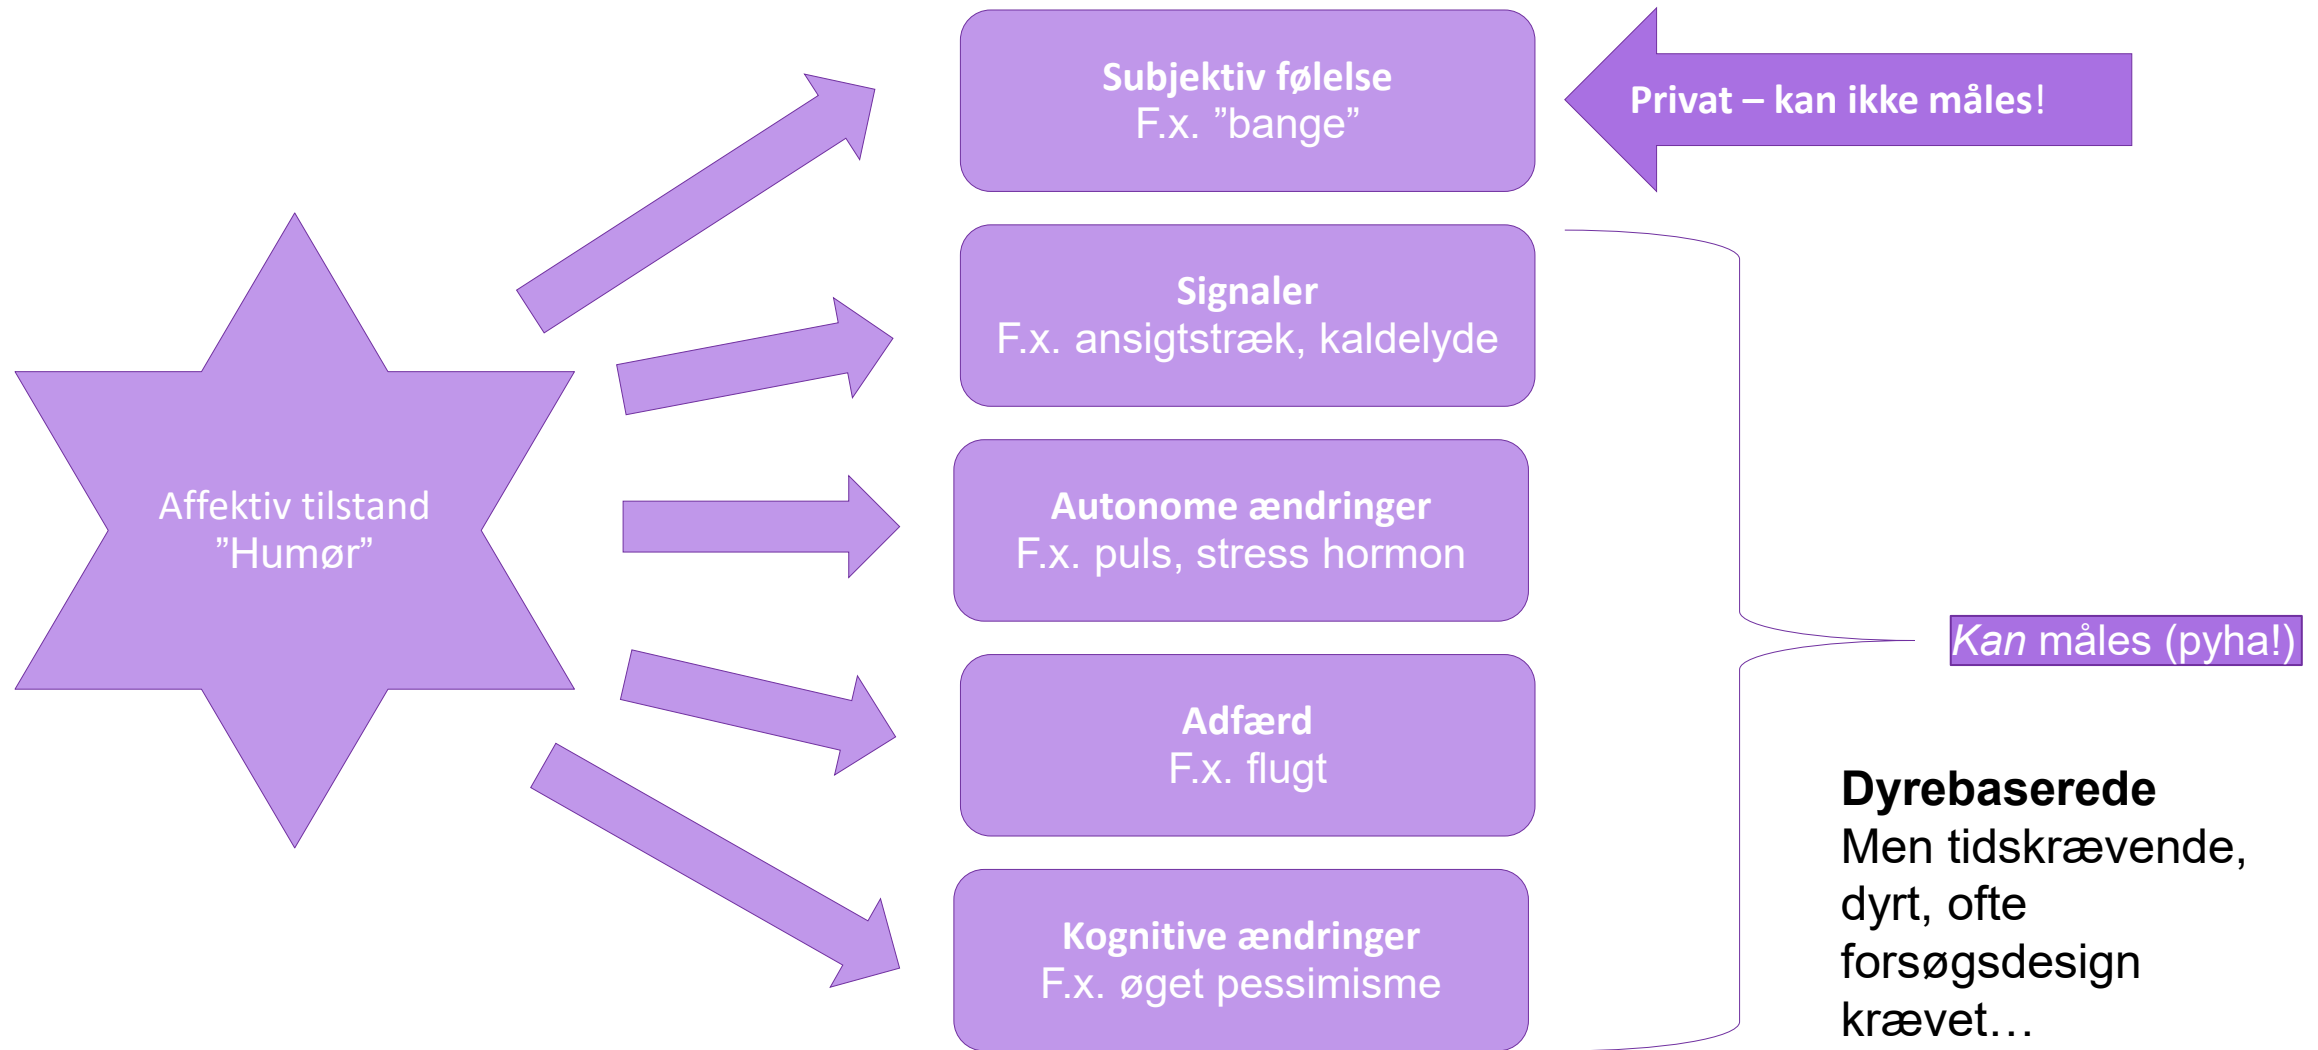 Subjektiv følelse
F.x. ”bange”
Privat – kan ikke måles!
Signaler
F.x. ansigtstræk, kaldelyde
Affektiv tilstand
”Humør”
Autonome ændringer
F.x. puls, stress hormon
Kan måles (pyha!)
Adfærd
F.x. flugt
Dyrebaserede
Men tidskrævende,
dyrt, ofte
forsøgsdesign
krævet…
Kognitive ændringer
F.x. øget pessimisme